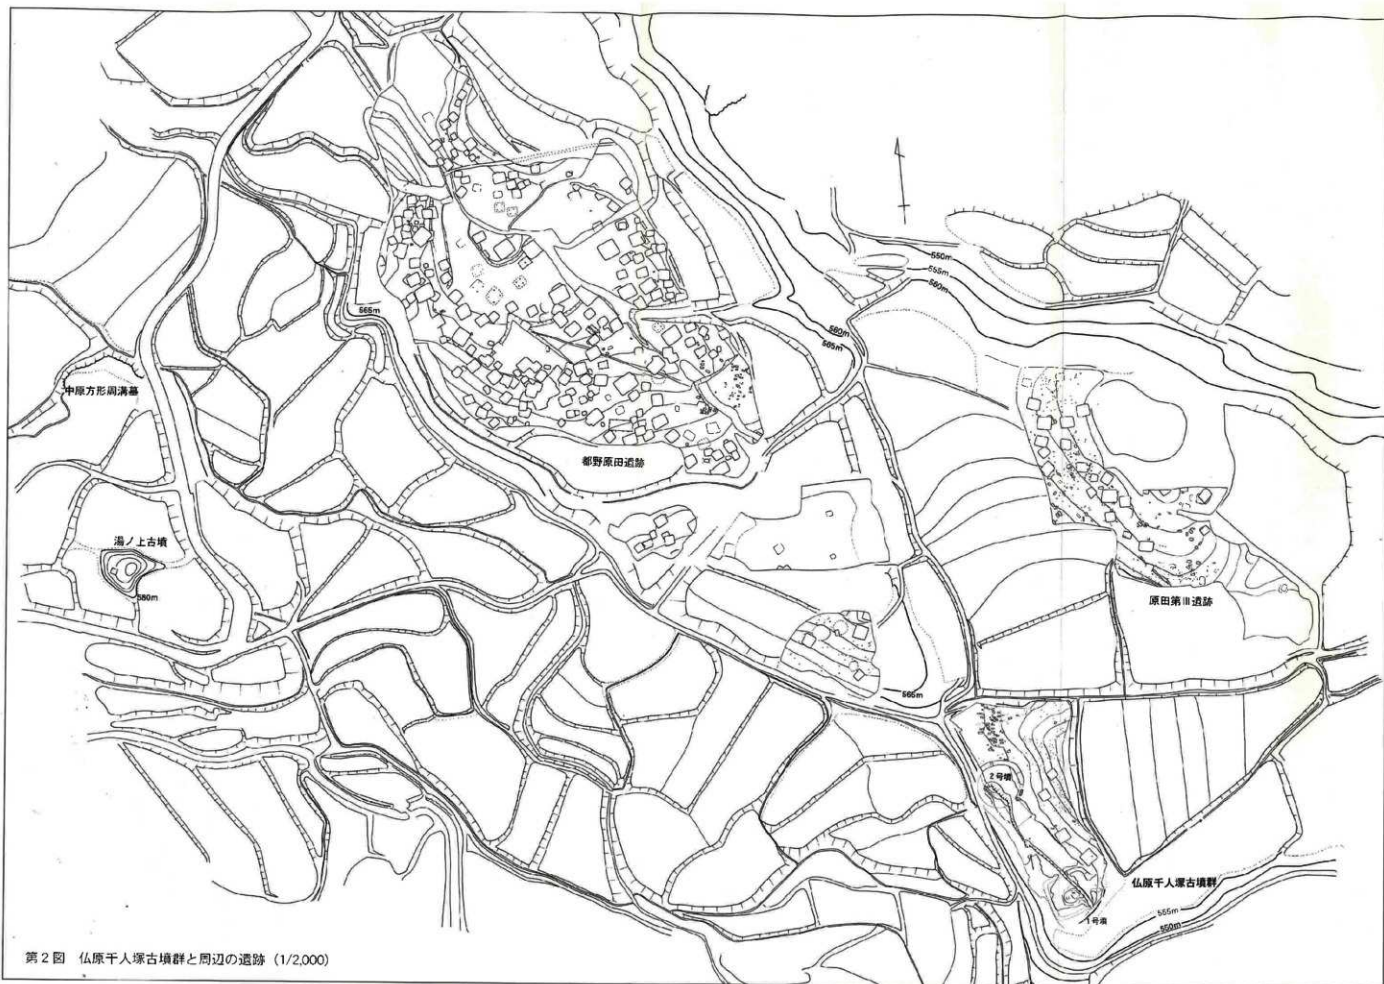 550m
555m
560m
565m
560m
565m
中原方形周溝墓
都野原田遺跡
湯ノ上古墳
580m
原田第Ⅲ遺跡
565m
2号墳
仏原千人塚古墳群
1号墳
555m
550m
第2図 仏原千人塚古墳群と周辺の遺跡 (1/2,000)